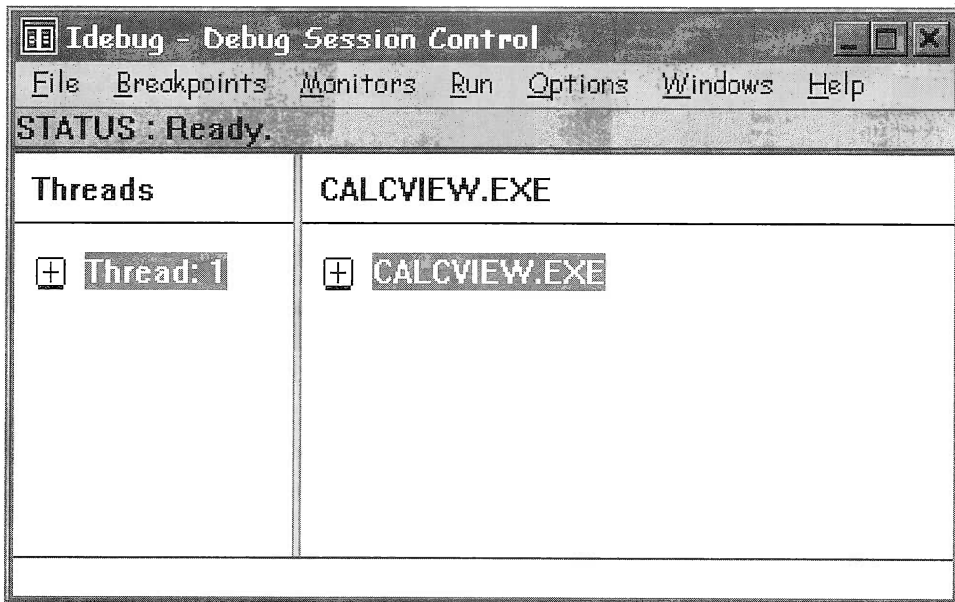 Idebug - Debug Session Control
File Breakpoints Monitors Run Options Windows Help
STATUS : Ready.
Threads
CALCVIEW.EXE
Thread: 1
CALCVIEW.EXE